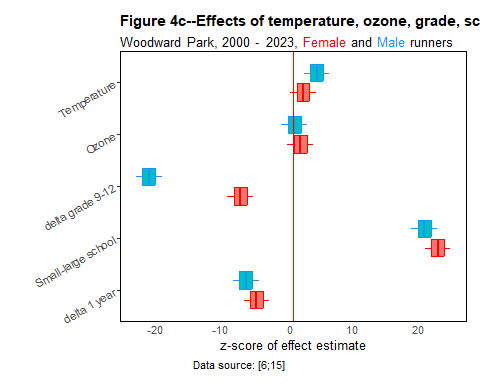 Figure 4c--Effects of temperature, ozone, grade, sc
Woodward Park, 2000 - 2023, Female and Male runners
Temperature
Ozone
delta grade 9-12
Small-large school
delta 1 year
-20 -10 0 10 20
z-score of effect estimate
Data source: [6;15]